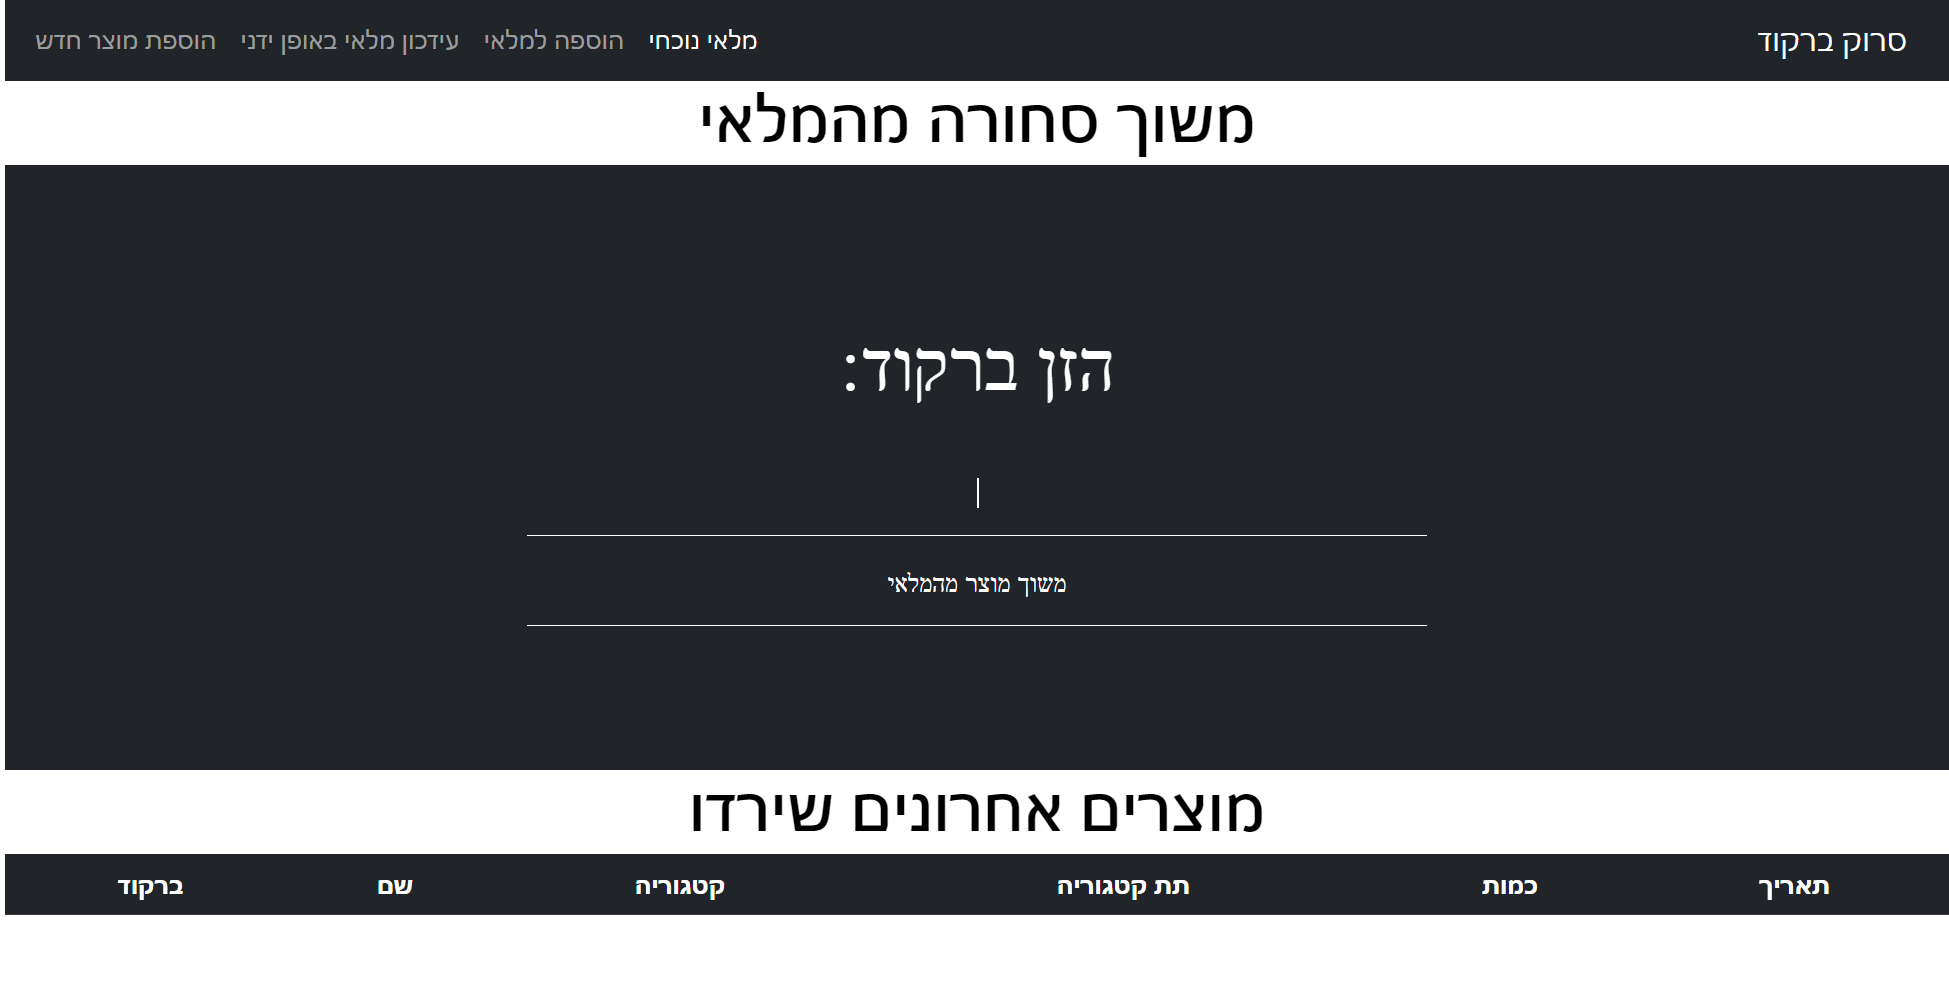 סרוק ברקוד
מלאי נוכחי הוספה למלאי עידכון מלאי באופן ידני הוספת מוצר חדש
משוך סחורה מהמלאי
הזן ברקוד:
משוך מוצר מהמלאי
מוצרים אחרונים שירדו
תאריך כמות תת קטגוריה קטגוריה שם ברקוד